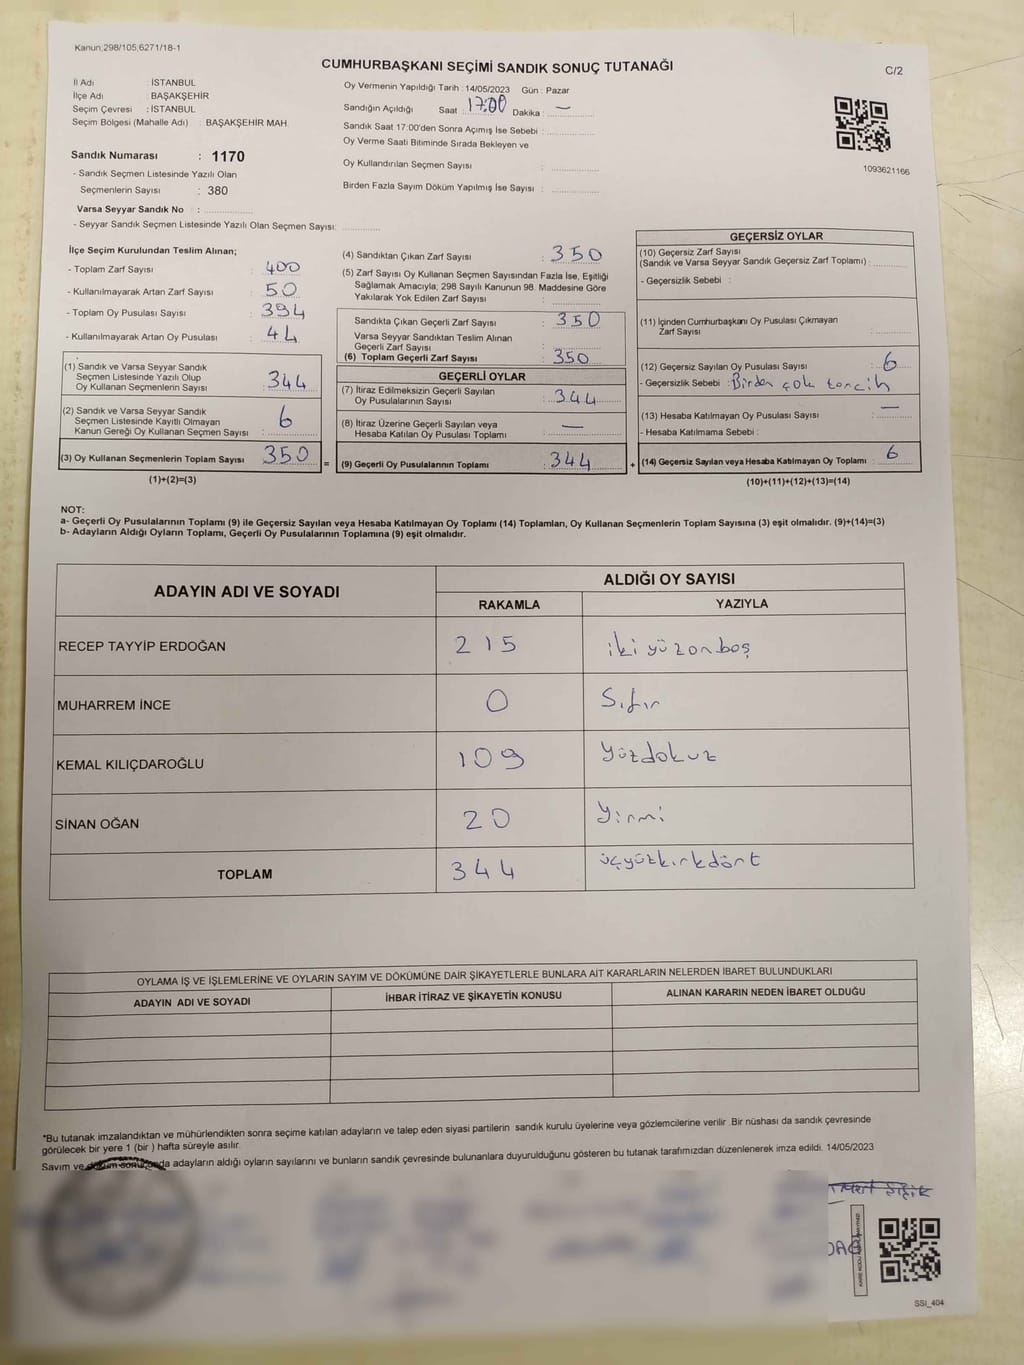 Kanun,298/105,6271/18-1
CUMHURBAŞKANI SEÇİMİ SANDIK SONUÇ TUTANAĞI
C/2
İl Adı : İSTANBUL
İlçe Adı : BAŞAKŞEHİR
Seçim Çevresi : İSTANBUL
Seçim Bölgesi (Mahalle Adı) : BAŞAKŞEHİR MAH.
Oy Vermenin Yapıldığı Tarih : 14/05/2023 Gün : Pazar
Sandığın Açıldığı Saat : 17:00 Dakika : —
Sandık Saat 17:00'den Sonra Açımış İse Sebebi :
Oy Verme Saati Bitiminde Sırada Bekleyen ve
Oy Kullandırılan Seçmen Sayısı :
Birden Fazla Sayım Döküm Yapılmış İse Sayısı :
1093621166
Sandık Numarası : 1170
- Sandık Seçmen Listesinde Yazılı Olan
Seçmenlerin Sayısı : 380
Varsa Seyyar Sandık No :
- Seyyar Sandık Seçmen Listesinde Yazılı Olan Seçmen Sayısı:
İlçe Seçim Kurulundan Teslim Alınan;
- Toplam Zarf Sayısı : 400
- Kullanılmayarak Artan Zarf Sayısı : 50
- Toplam Oy Pusulası Sayısı : 394
- Kullanılmayarak Artan Oy Pusulası : 44
(1) Sandık ve Varsa Seyyar Sandık
Seçmen Listesinde Yazılı Olup
Oy Kullanan Seçmenlerin Sayısı : 344
(2) Sandık ve Varsa Seyyar Sandık
Seçmen Listesinde Kayıtlı Olmayan
Kanun Gereği Oy Kullanan Seçmen Sayısı : 6
(3) Oy Kullanan Seçmenlerin Toplam Sayısı 350
(1)+(2)=(3)
=
(4) Sandıktan Çıkan Zarf Sayısı : 350
(5) Zarf Sayısı Oy Kullanan Seçmen Sayısından Fazla İse, Eşitliği
Sağlamak Amacıyla; 298 Sayılı Kanunun 98. Maddesine Göre
Yakılarak Yok Edilen Zarf Sayısı :
Sandıkta Çıkan Geçerli Zarf Sayısı : 350
Varsa Seyyar Sandıktan Teslim Alınan
Geçerli Zarf Sayısı :
(6) Toplam Geçerli Zarf Sayısı : 350
GEÇERLİ OYLAR
(7) İtiraz Edilmeksizin Geçerli Sayılan
Oy Pusulalarının Sayısı : 344
(8) İtiraz Üzerine Geçerli Sayılan veya
Hesaba Katılan Oy Pusulası Toplamı : —
(9) Geçerli Oy Pusulalarının Toplamı : 344
+
GEÇERSİZ OYLAR
(10) Geçersiz Zarf Sayısı
(Sandık ve Varsa Seyyar Sandık Geçersiz Zarf Toplamı) :
- Geçersizlik Sebebi :
(11) İçinden Cumhurbaşkanı Oy Pusulası Çıkmayan
Zarf Sayısı :
(12) Geçersiz Sayılan Oy Pusulası Sayısı : 6
- Geçersizlik Sebebi : Birden çok tercih
(13) Hesaba Katılmayan Oy Pusulası Sayısı : —
- Hesaba Katılmama Sebebi :
(14) Geçersiz Sayılan veya Hesaba Katılmayan Oy Toplamı : 6
(10)+(11)+(12)+(13)=(14)
NOT:
a- Geçerli Oy Pusulalarının Toplamı (9) ile Geçersiz Sayılan veya Hesaba Katılmayan Oy Toplamı (14) Toplamları, Oy Kullanan Seçmenlerin Toplam Sayısına (3) eşit olmalıdır. (9)+(14)=(3)
b- Adayların Aldığı Oyların Toplamı, Geçerli Oy Pusulalarının Toplamına (9) eşit olmalıdır.
ADAYIN ADI VE SOYADI
ALDIĞI OY SAYISI
RAKAMLA YAZIYLA
RECEP TAYYİP ERDOĞAN 215 iki yüz on beş
MUHARREM İNCE 0 Sıfır
KEMAL KILIÇDAROĞLU 109 Yüzdokuz
SİNAN OĞAN 20 Yirmi
TOPLAM 344 üçyüzkırkdört
OYLAMA İŞ VE İŞLEMLERİNE VE OYLARIN SAYIM VE DÖKÜMÜNE DAİR ŞİKAYETLERLE BUNLARA AİT KARARLARIN NELERDEN İBARET BULUNDUKLARI
ADAYIN ADI VE SOYADI İHBAR İTİRAZ VE ŞİKAYETİN KONUSU ALINAN KARARIN NEDEN İBARET OLDUĞU
*Bu tutanak imzalandıktan ve mühürlendikten sonra seçime katılan adayların ve talep eden siyasi partilerin sandık kurulu üyelerine veya gözlemcilerine verilir. Bir nüshası da sandık çevresinde
görülecek bir yere 1 (bir ) hafta süreyle asılır.
Sayım ve döküm sonucunda adayların aldığı oyların sayılarını ve bunların sandık çevresinde bulunanlara duyurulduğunu gösteren bu tutanak tarafımızdan düzenlenerek imza edildi. 14/05/2023
SSI_404